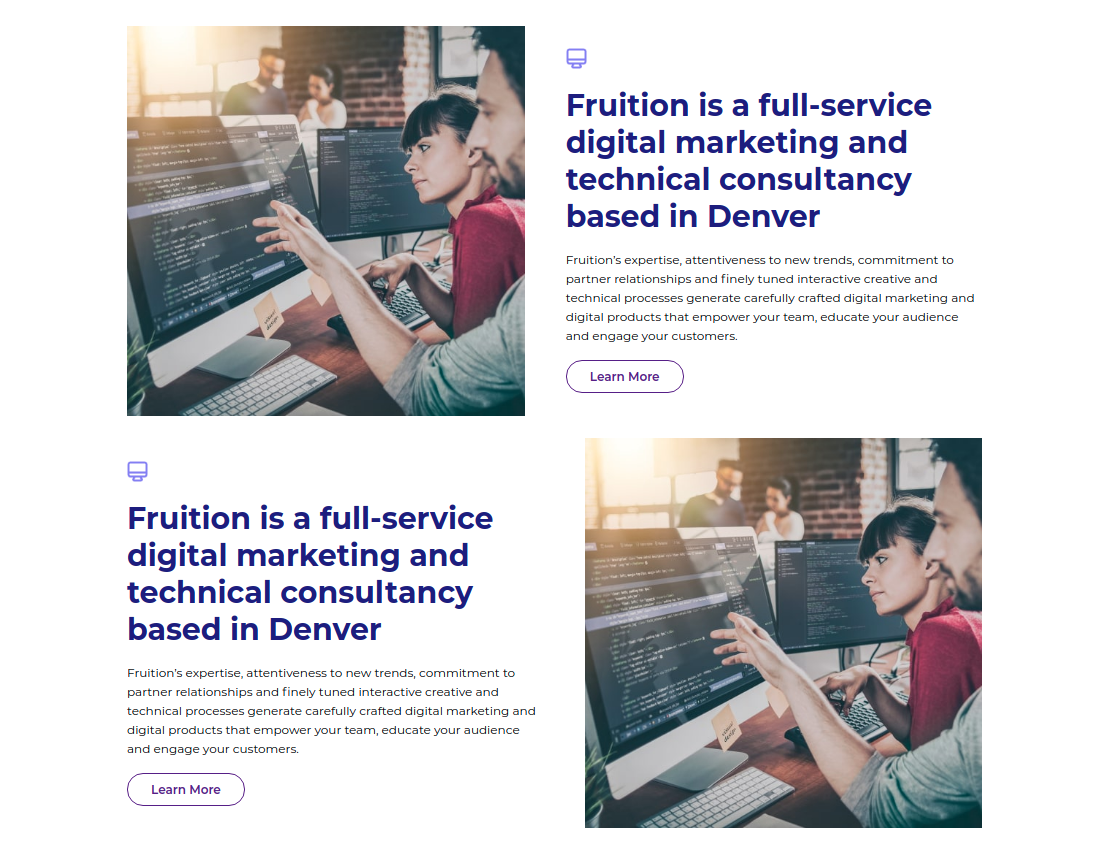 Fruition is a full-service
digital marketing and
technical consultancy
based in Denver
Fruition's expertise, attentiveness to new trends, commitment to
partner relationships and finely tuned interactive creative and
technical processes generate carefully crafted digital marketing and
digital products that empower your team, educate your audience
and engage your customers.
Learn More
Fruition is a full-service
digital marketing and
technical consultancy
based in Denver
Fruition's expertise, attentiveness to new trends, commitment to
partner relationships and finely tuned interactive creative and
technical processes generate carefully crafted digital marketing and
digital products that empower your team, educate your audience
and engage your customers.
Learn More